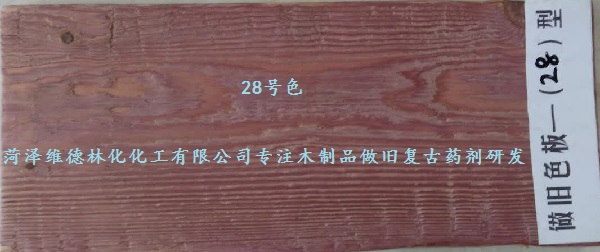 28号色
菏泽维德林化化工有限公司专注木制品做旧复古药剂研发
做旧色板一(28)型